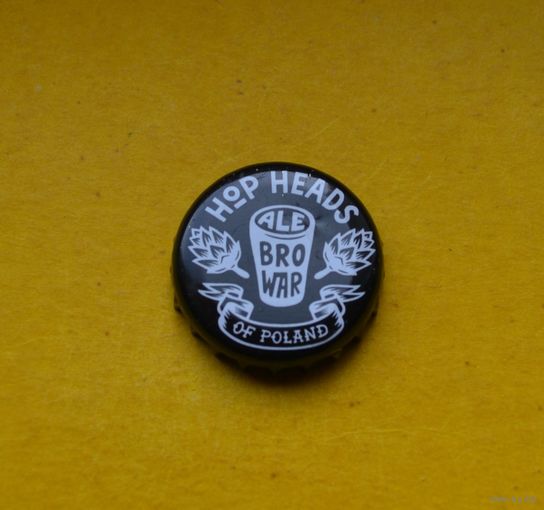 HOP HEADS
ALE
BRO
WAR
OF POLAND